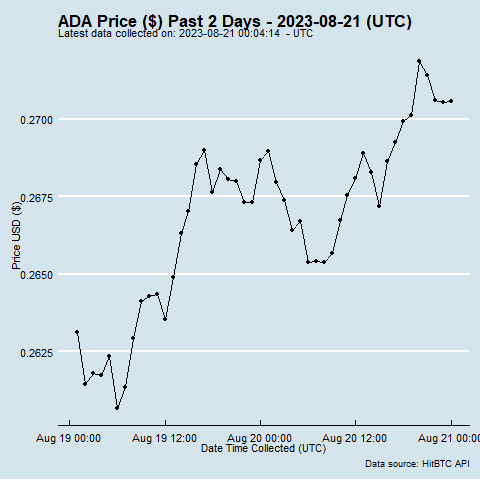 ADA Price ($) Past 2 Days - 2023-08-21 (UTC)
Latest data collected on: 2023-08-21 00:04:14 - UTC
0.2700
0.2675
0.2650
0.2625
Price USD ($)
Aug 19 00:00 Aug 19 12:00 Aug 20 00:00 Aug 20 12:00 Aug 21 00:00
Date Time Collected (UTC)
Data source: HitBTC API